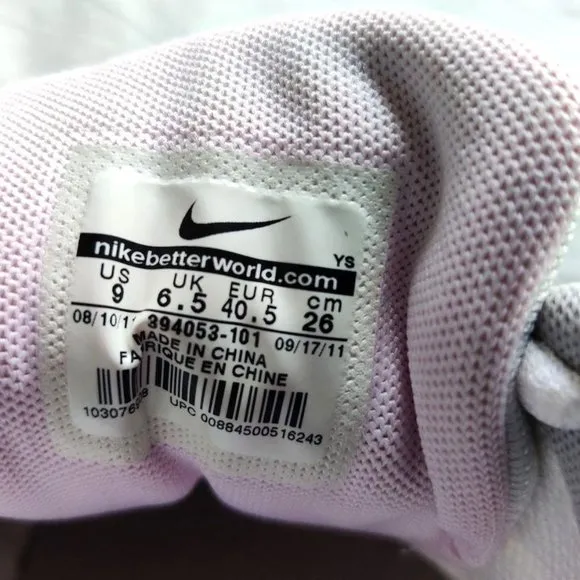 YS
nikebetterworld.com
US UK EUR cm
9 6.5 40.5 26
394053-101 09/17/11
MADE IN CHINA
EN CHINE
UPC 00884500516243